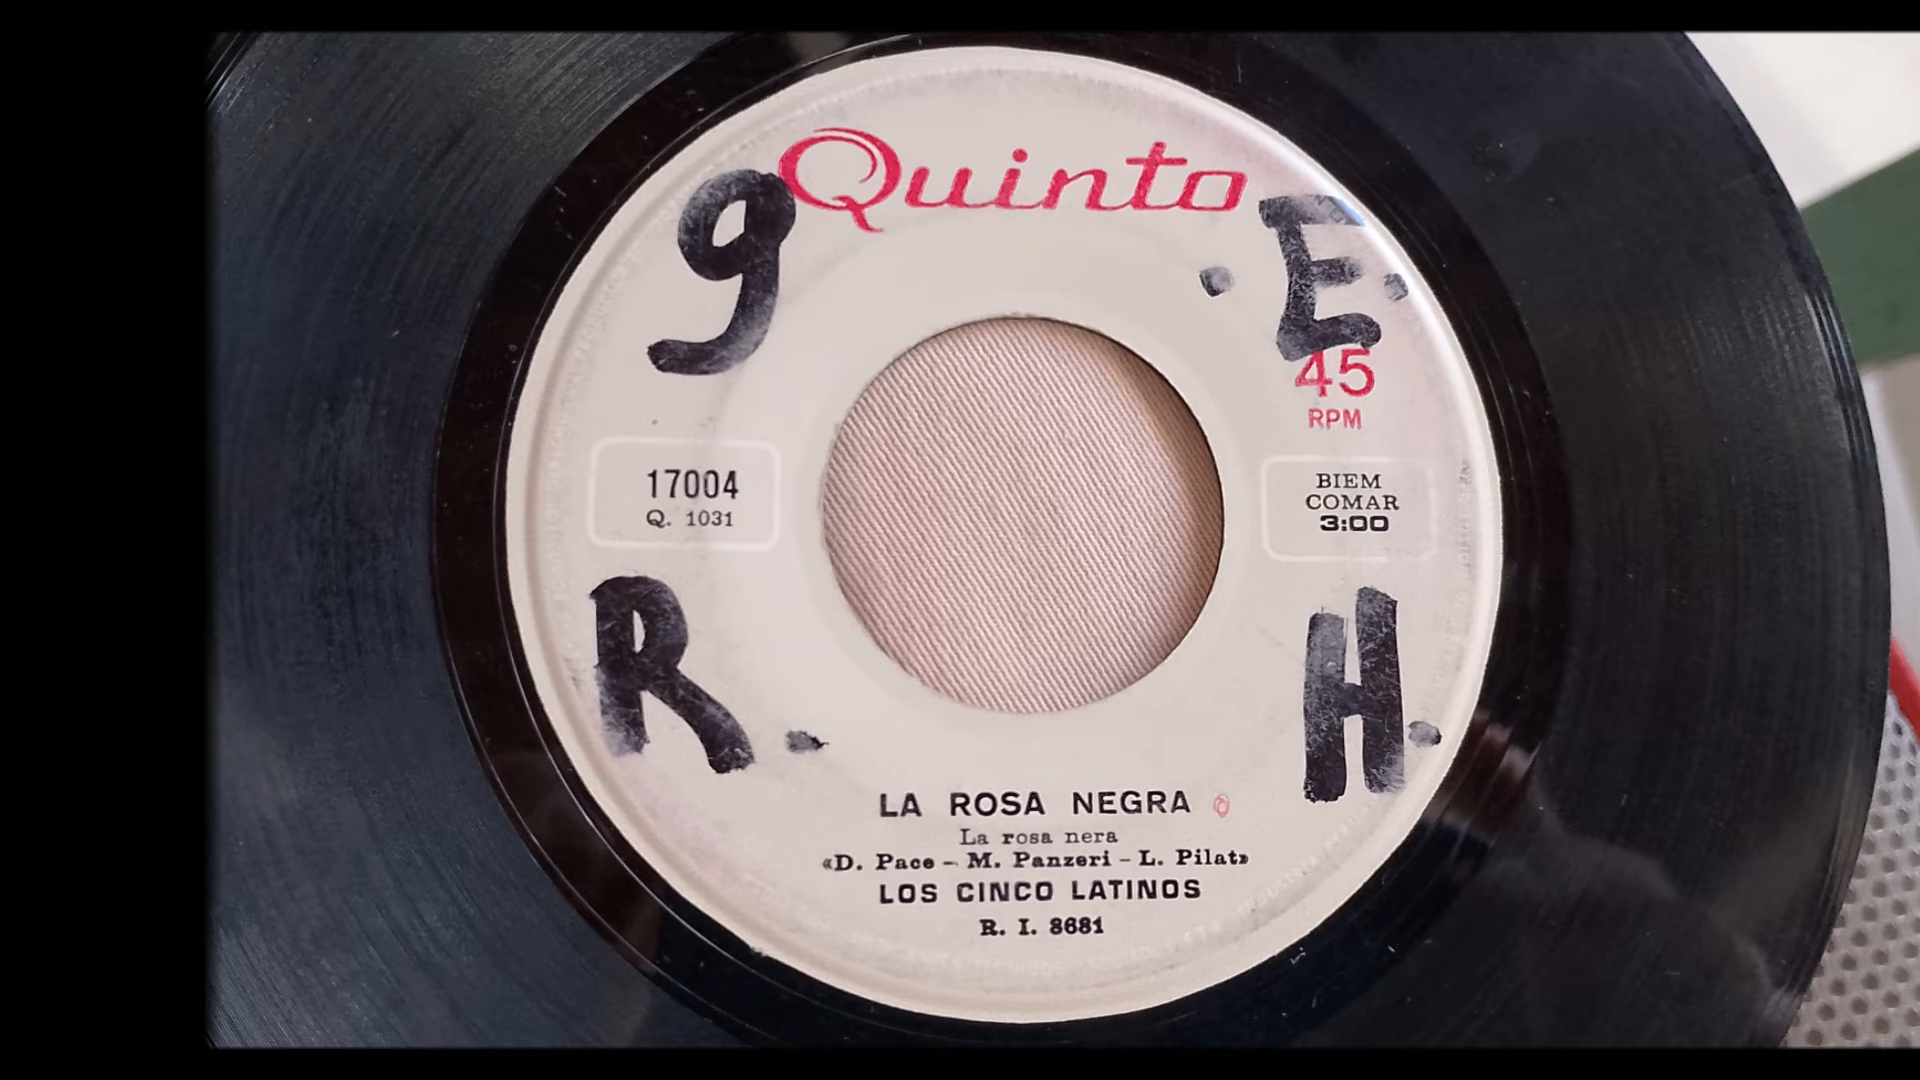 Quinto
9
.E.
45
RPM
17004
Q. 1031
BIEM
COMAR
3:00
R.
H.
LA ROSA NEGRA
La rosa nera
«D. Pace - M. Panzeri - L. Pilat»
LOS CINCO LATINOS
R. I. 8681